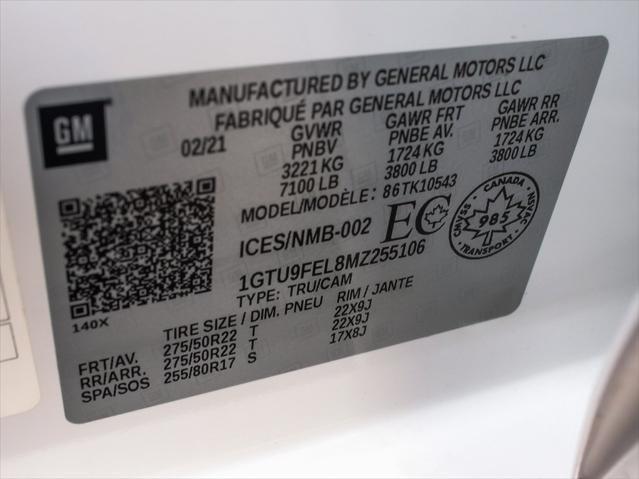 MANUFACTURED BY GENERAL MOTORS LLC
FABRIQUÉ PAR GENERAL MOTORS LLC
GM
02/21 GVWR GAWR FRT GAWR RR
PNBV PNBE AV. PNBE ARR.
3221 KG 1724 KG 1724 KG
7100 LB 3800 LB 3800 LB
MODEL/MODÈLE: 86TK10543
ICES/NMB-002 EC
CANADA
CMVSS 985 NSVAC
TRANSPORT
1GTU9FEL8MZ255106
TYPE: TRU/CAM
140X
TIRE SIZE / DIM. PNEU RIM / JANTE
FRT/AV. 275/50R22 T 22X9J
RR/ARR. 275/50R22 T 22X9J
SPA/SOS 255/80R17 S 17X8J